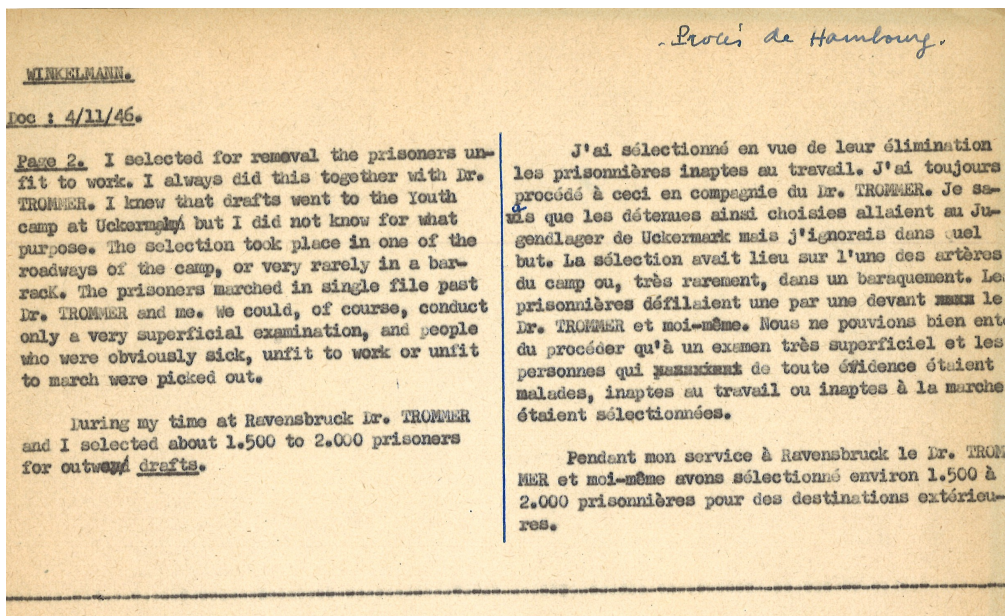 - Procès de Hambourg.
WINKELMANN.
Doc : 4/11/46.
Page 2. I selected for removal the prisoners un-
fit to work. I always did this together with Dr.
TROMMER. I knew that drafts went to the Youth
camp at Uckermark but I did not know for what
purpose. The selection took place in one of the
roadways of the camp, or very rarely in a bar-
rack. The prisoners marched in single file past
Dr. TROMMER and me. We could, of course, conduct
only a very superficial examination, and people
who were obviously sick, unfit to work or unfit
to march were picked out.
During my time at Ravensbruck Dr. TROMMER
and I selected about 1.500 to 2.000 prisoners
for outward drafts.
J'ai sélectionné en vue de leur élimination
les prisonnières inaptes au travail. J'ai toujours
procédé à ceci en compagnie du Dr. TROMMER. Je sa-
vais que les détenues ainsi choisies allaient au Ju-
gendlager de Uckermark mais j'ignorais dans quel
but. La sélection avait lieu sur l'une des artères
du camp ou, très rarement, dans un baraquement. Les
prisonnières défilaient une par une devant le
Dr. TROMMER et moi-même. Nous ne pouvions bien enten
du procéder qu'à un examen très superficiel et les
personnes qui de toute évidence étaient
malades, inaptes au travail ou inaptes à la marche
étaient sélectionnées.
Pendant mon service à Ravensbruck le Dr. TROM
MER et moi-même avons sélectionné environ 1.500 à
2.000 prisonnières pour des destinations extérieu-
res.